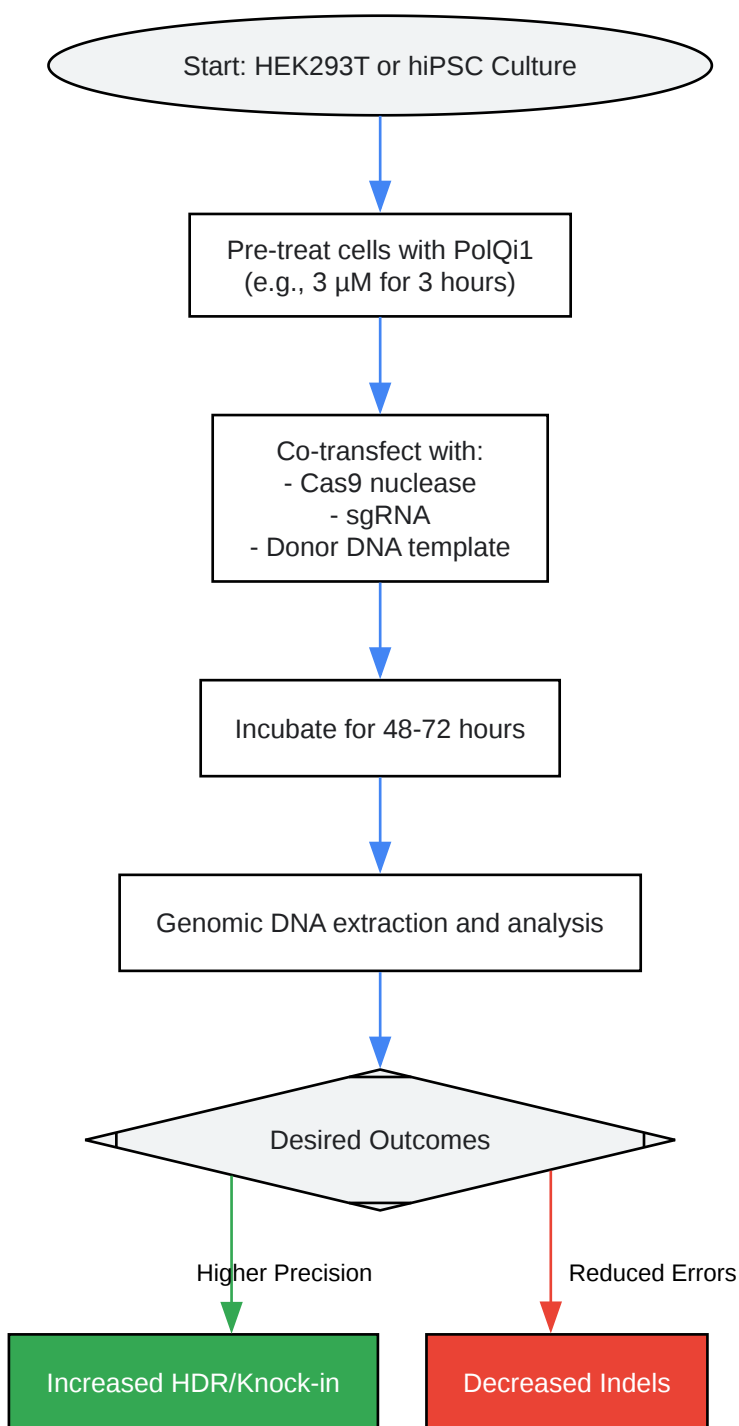 Start: HEK293T or hiPSC Culture
Pre-treat cells with PolQi1
(e.g., 3 µM for 3 hours)
Co-transfect with:
- Cas9 nuclease
- sgRNA
- Donor DNA template
Incubate for 48-72 hours
Genomic DNA extraction and analysis
Desired Outcomes
Higher Precision
Reduced Errors
Increased HDR/Knock-in
Decreased Indels